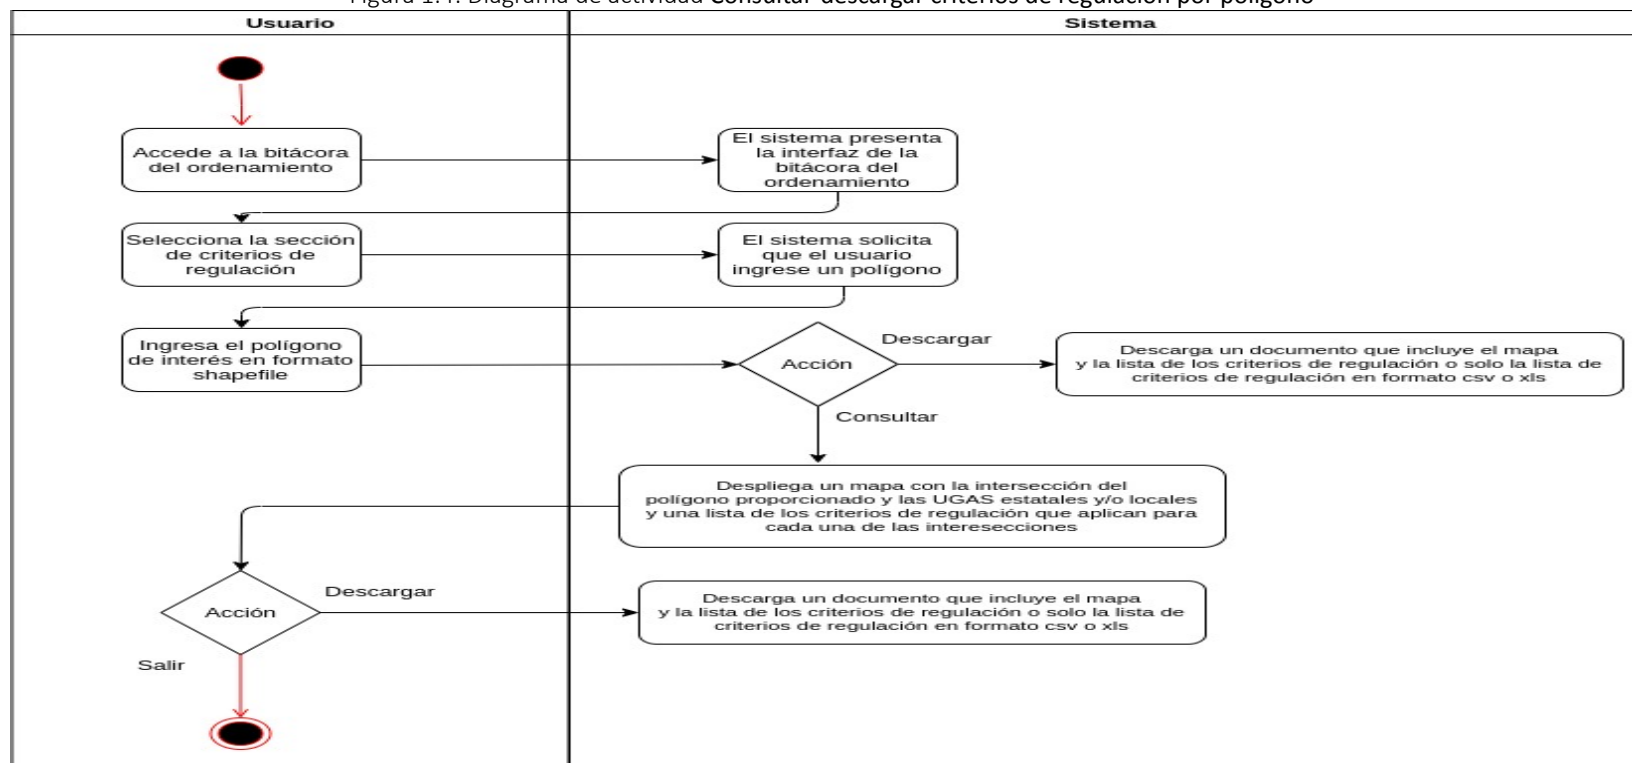 Figura 1.4. Diagrama de actividad Consultar descargar criterios de regulación por polígono
Usuario
Sistema
Accede a la bitácora
del ordenamiento
El sistema presenta
la interfaz de la
bitácora del
ordenamiento
Selecciona la sección
de criterios de
regulación
El sistema solicita
que el usuario
ingrese un polígono
Ingresa el polígono
de interés en formato
shapefile
Acción
Descargar
Descarga un documento que incluye el mapa
y la lista de los criterios de regulación o solo la lista de
criterios de regulación en formato csv o xls
Consultar
Despliega un mapa con la intersección del
polígono proporcionado y las UGAS estatales y/o locales
y una lista de los criterios de regulación que aplican para
cada una de las interesecciones
Acción
Descargar
Descarga un documento que incluye el mapa
y la lista de los criterios de regulación o solo la lista de
criterios de regulación en formato csv o xls
Salir